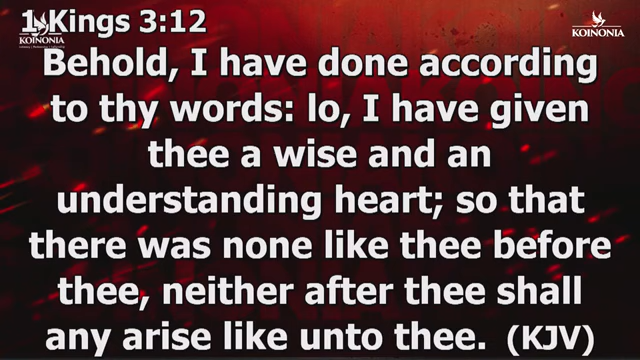 1 Kings 3:12
KOINONIA
KOINONIA
Behold, I have done according
to thy words: lo, I have given
thee a wise and an
understanding heart; so that
there was none like thee before
thee, neither after thee shall
any arise like unto thee. (KJV)